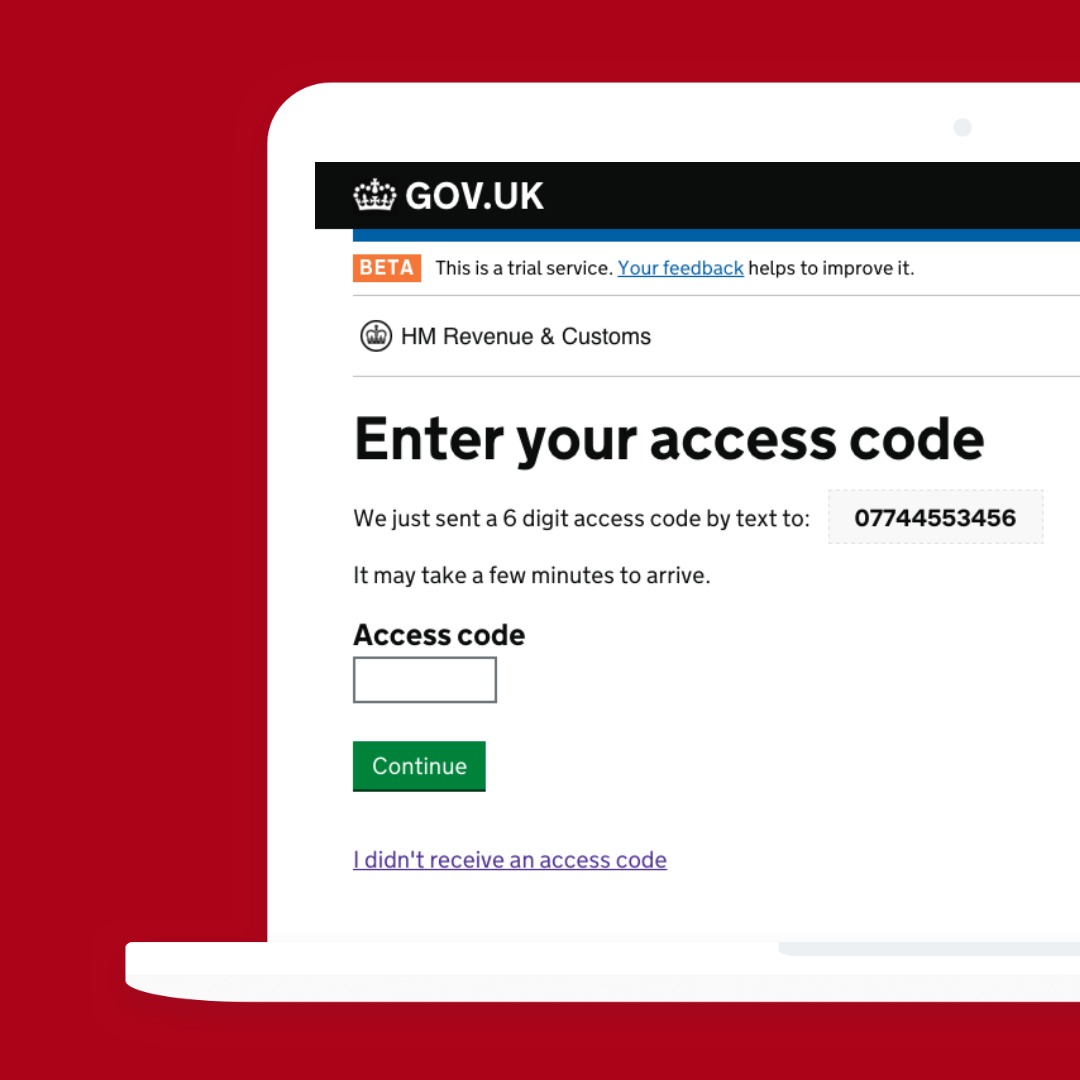 GOV.UK
BETA This is a trial service. Your feedback helps to improve it.
HM Revenue & Customs
Enter your access code
We just sent a 6 digit access code by text to: 07744553456
It may take a few minutes to arrive.
Access code
Continue
I didn't receive an access code